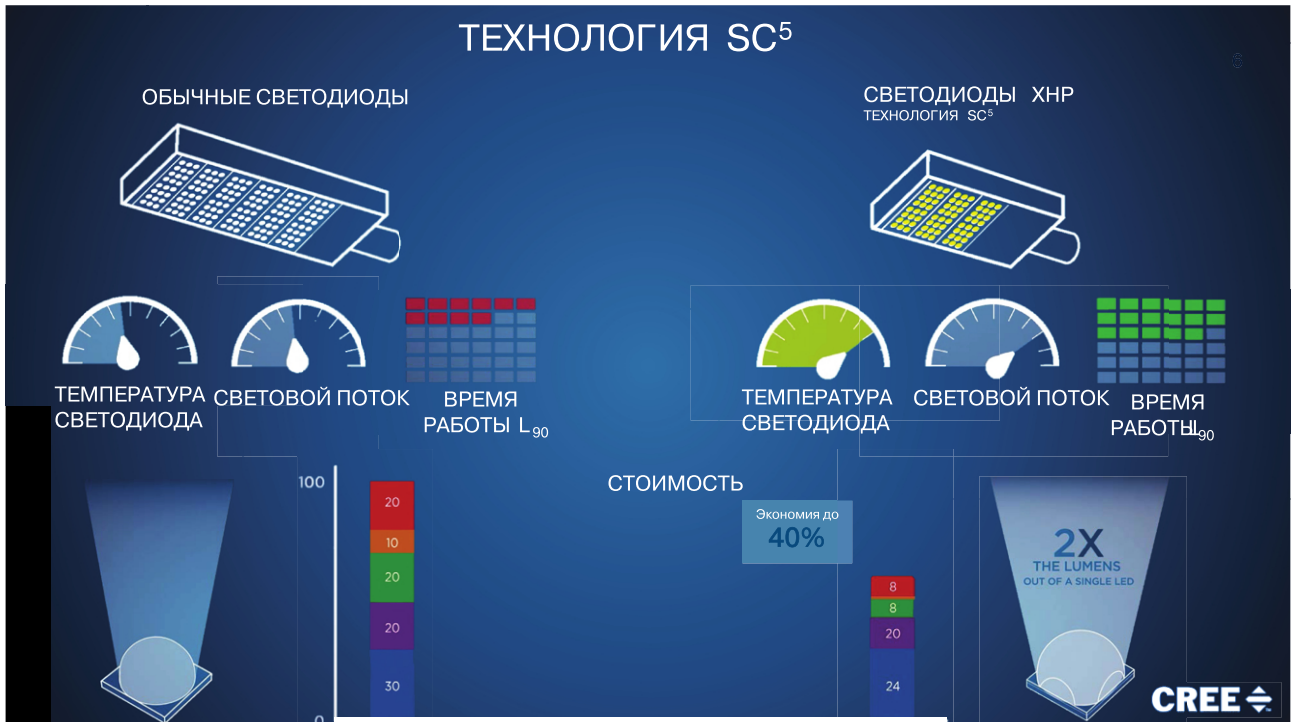 ТЕХНОЛОГИЯ SC⁵
ОБЫЧНЫЕ СВЕТОДИОДЫ
СВЕТОДИОДЫ XHP
ТЕХНОЛОГИЯ SC⁵
ТЕМПЕРАТУРА
СВЕТОДИОДА
СВЕТОВОЙ ПОТОК
ВРЕМЯ
РАБОТЫ L90
ТЕМПЕРАТУРА
СВЕТОДИОДА
СВЕТОВОЙ ПОТОК
ВРЕМЯ
РАБОТЫ L90
СТОИМОСТЬ
100
20
10
20
20
30
0
Экономия до
40%
8
8
20
24
2X
THE LUMENS
OUT OF A SINGLE LED
CREE